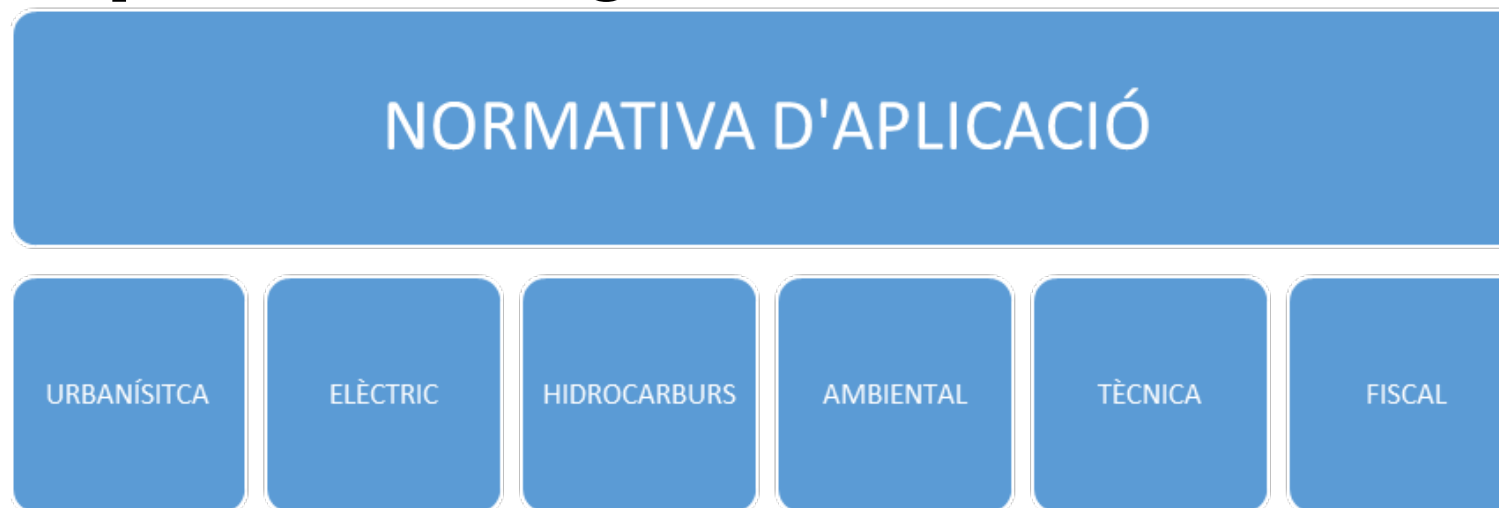 NORMATIVA D'APLICACIÓ
URBANÍSITCA
ELÈCTRIC
HIDROCARBURS
AMBIENTAL
TÈCNICA
FISCAL